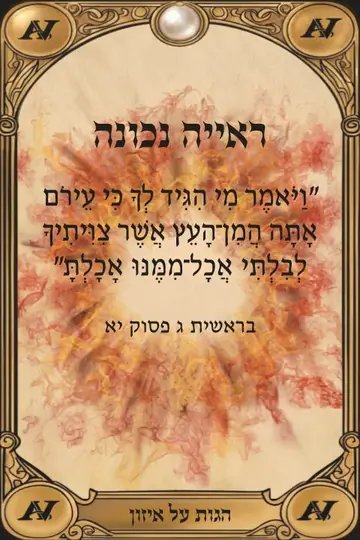 ראייה נכונה
"וַיֹּאמֶר מִי הִגִּיד לְךָ כִּי עֵירֹם
אָתָּה הֲמִן־הָעֵץ אֲשֶׁר צִוִּיתִיךָ
לְבִלְתִּי אֲכָל־מִמֶּנּוּ אָכָלְתָּ"
בראשית ג פסוק יא
הגות על איזון